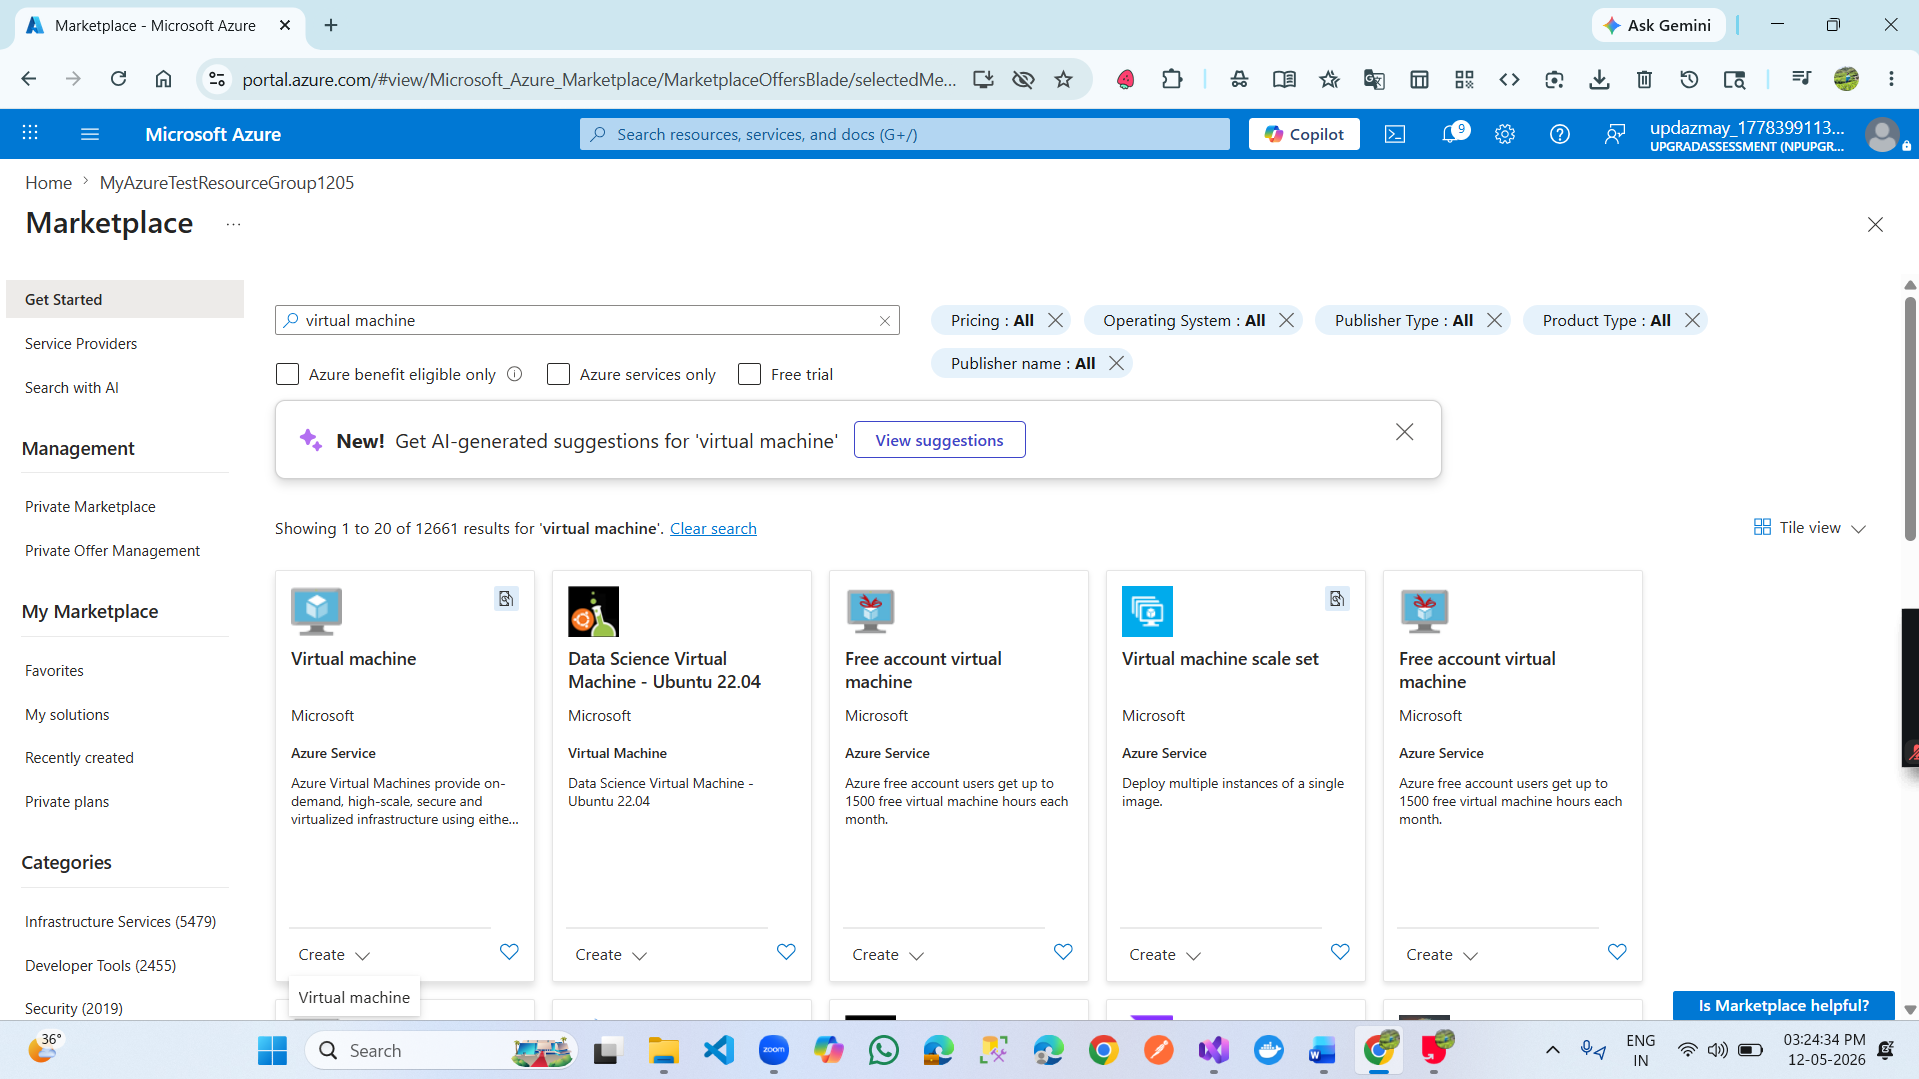 Marketplace - Microsoft Azure
Ask Gemini
portal.azure.com/#view/Microsoft_Azure_Marketplace/MarketplaceOffersBlade/selectedMe...
Microsoft Azure
Search resources, services, and docs (G+/)
Copilot
9
updazmay_1778399113...
UPGRADASSESSMENT (NPUPGR...
Home
MyAzureTestResourceGroup1205
Marketplace
...
Get Started
Service Providers
Search with AI
Management
Private Marketplace
Private Offer Management
My Marketplace
Favorites
My solutions
Recently created
Private plans
Categories
Infrastructure Services (5479)
Developer Tools (2455)
Security (2019)
virtual machine
Pricing : All
Operating System : All
Publisher Type : All
Product Type : All
Publisher name : All
Azure benefit eligible only
Azure services only
Free trial
New! Get AI-generated suggestions for 'virtual machine'
View suggestions
Showing 1 to 20 of 12661 results for 'virtual machine'. Clear search
Tile view
Virtual machine
Microsoft
Azure Service
Azure Virtual Machines provide on-
demand, high-scale, secure and
virtualized infrastructure using eithe...
Create
Virtual machine
Data Science Virtual
Machine - Ubuntu 22.04
Microsoft
Virtual Machine
Data Science Virtual Machine -
Ubuntu 22.04
Create
Free account virtual
machine
Microsoft
Azure Service
Azure free account users get up to
1500 free virtual machine hours each
month.
Create
Virtual machine scale set
Microsoft
Azure Service
Deploy multiple instances of a single
image.
Create
Free account virtual
machine
Microsoft
Azure Service
Azure free account users get up to
1500 free virtual machine hours each
month.
Create
Is Marketplace helpful?
36°
Search
zoom
ENG
IN
03:24:34 PM
12-05-2026